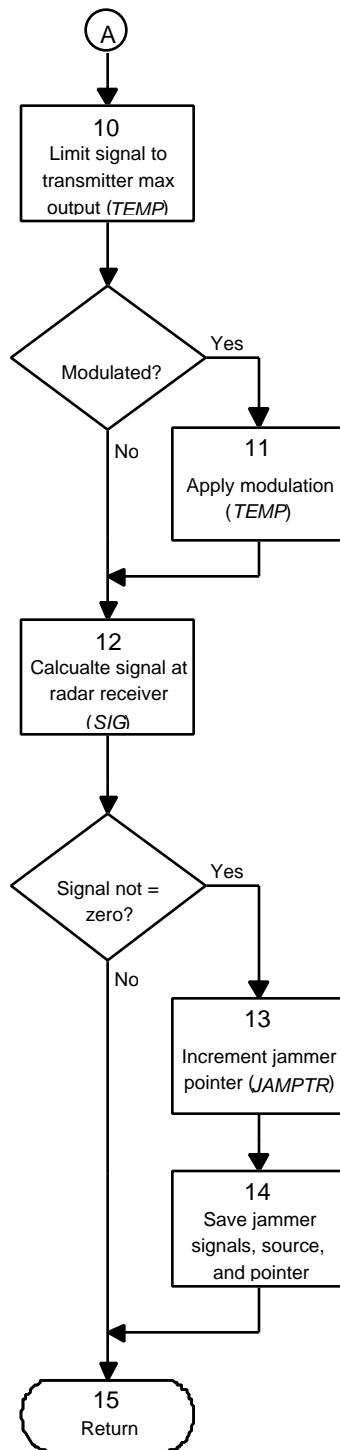 A
10
Limit signal to
transmitter max
output (TEMP)
Modulated?
Yes
No
11
Apply modulation
(TEMP)
12
Calcualte signal at
radar receiver
(SIG)
Signal not =
zero?
Yes
No
13
Increment jammer
pointer (JAMPTR)
14
Save jammer
signals, source,
and pointer
15
Return